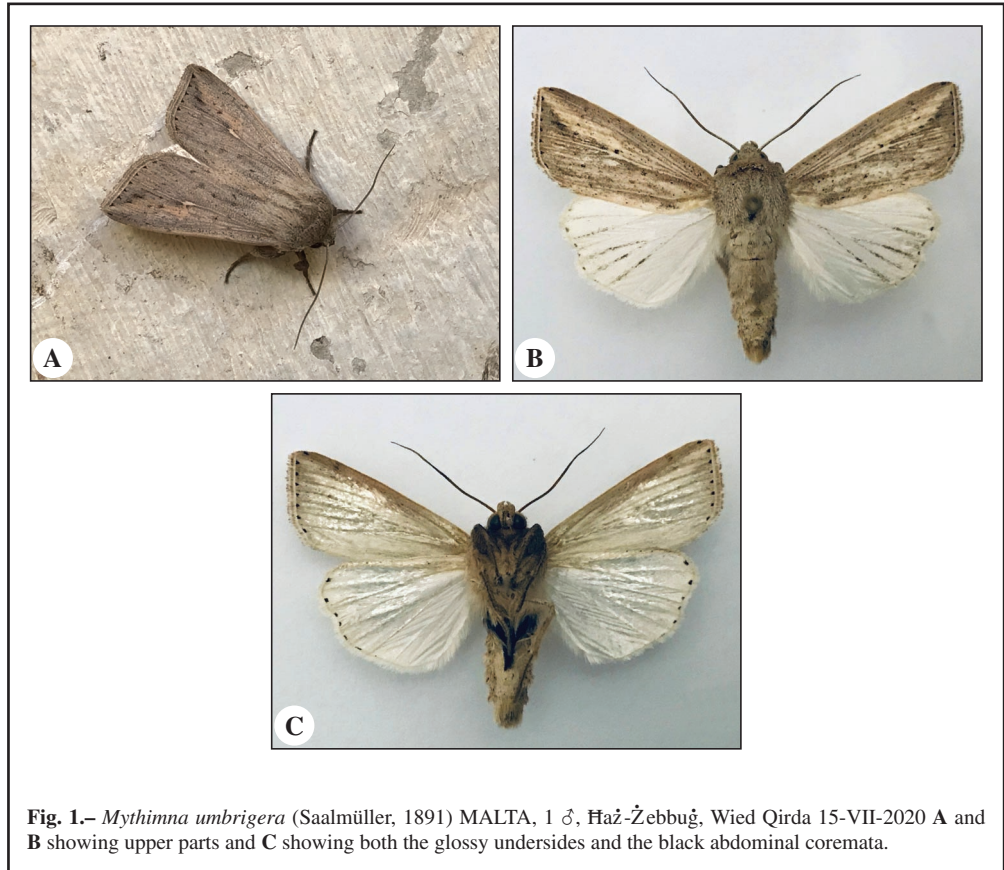 A
B
C
Fig. 1.– Mythimna umbrigera (Saalmüller, 1891) MALTA, 1 ♂, Ħaż-Żebbuġ, Wied Qirda 15-VII-2020 A and
B showing upper parts and C showing both the glossy undersides and the black abdominal coremata.